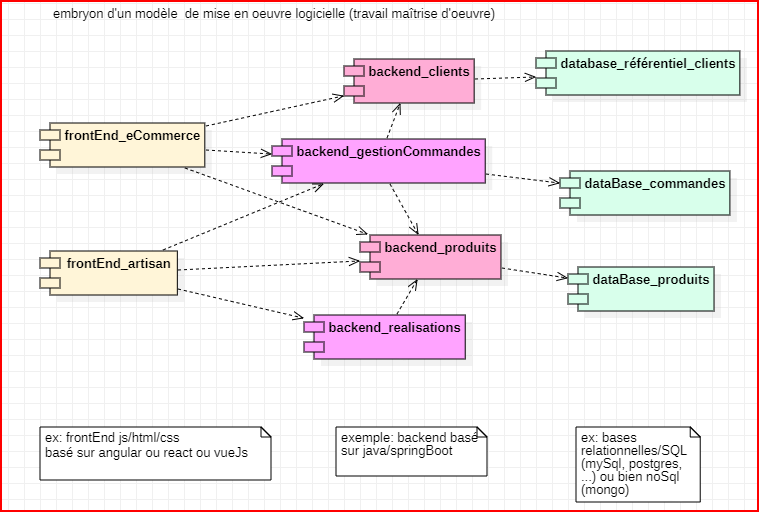 embryon d'un modèle  de mise en oeuvre logicielle (travail maîtrise d'oeuvre)
database_référentiel_clients
backend_clients
frontEnd_eCommerce
backend_gestionCommandes
dataBase_commandes
backend_produits
frontEnd_artisan
dataBase_produits
backend_realisations
ex: frontEnd js/html/css
basé sur angular ou react ou vueJs
exemple: backend basé
sur java/springBoot
ex: bases
relationnelles/SQL
(mySql, postgres,
...) ou bien noSql
(mongo)